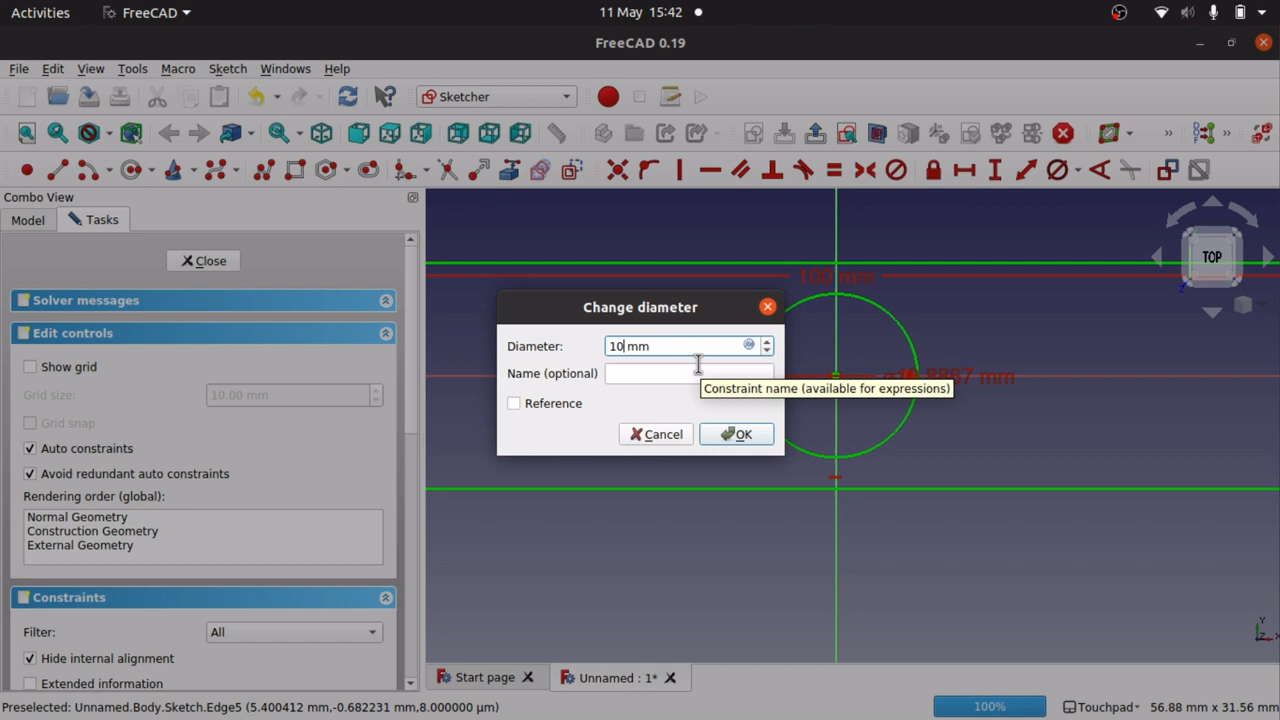 Activities
FreeCAD
11 May 15:42
FreeCAD 0.19
File Edit View Tools Macro Sketch Windows Help
Sketcher
Combo View
Model Tasks
Close
Solver messages
Edit controls
Show grid
Grid size: 10.00 mm
Grid snap
Auto constraints
Avoid redundant auto constraints
Rendering order (global):
Normal Geometry
Construction Geometry
External Geometry
Constraints
Filter: All
Hide internal alignment
Extended information
100 mm
TOP
Change diameter
Diameter: 10 mm
Name (optional)
Constraint name (available for expressions)
Reference
Cancel OK
8867 mm
Y
Z X
Start page Unnamed : 1*
Preselected: Unnamed.Body.Sketch.Edge5 (5.400412 mm,-0.682231 mm,8.000000 µm)
100%
Touchpad
56.88 mm x 31.56 mm